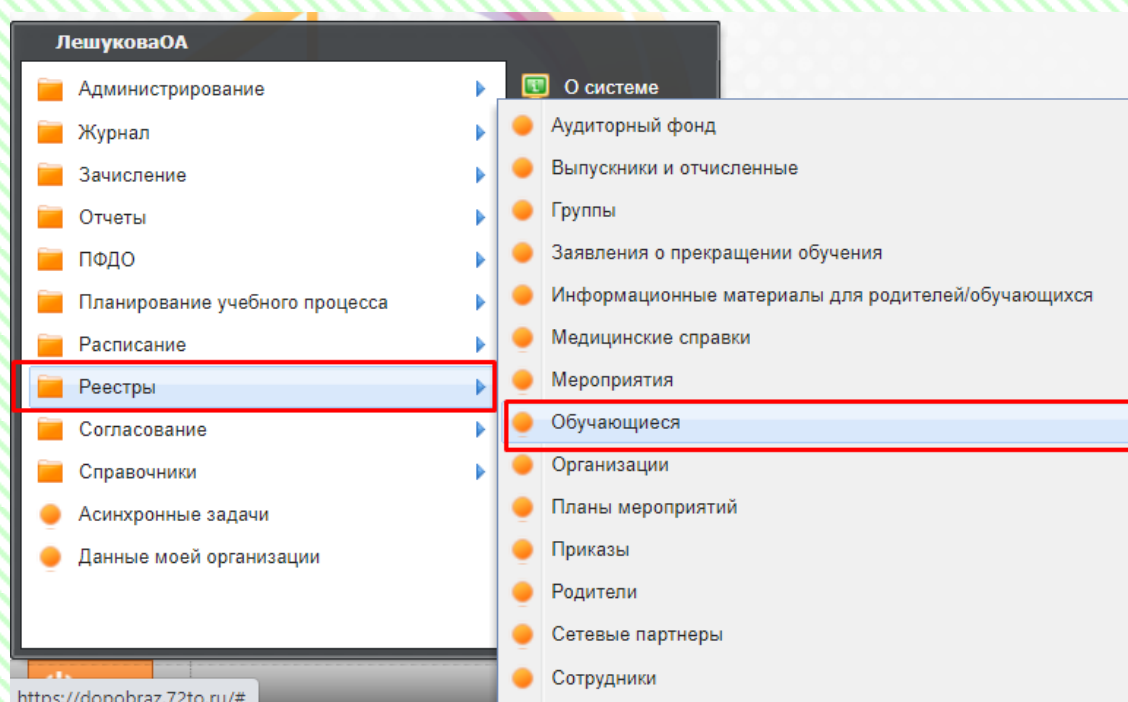 ЛешуковаОА
Администрирование
Журнал
Зачисление
Отчеты
ПФДО
Планирование учебного процесса
Расписание
Реестры
Согласование
Справочники
Асинхронные задачи
Данные моей организации
О системе
Аудиторный фонд
Выпускники и отчисленные
Группы
Заявления о прекращении обучения
Информационные материалы для родителей/обучающихся
Медицинские справки
Мероприятия
Обучающиеся
Организации
Планы мероприятий
Приказы
Родители
Сетевые партнеры
Сотрудники
https://dopobraz.72to.ru/#